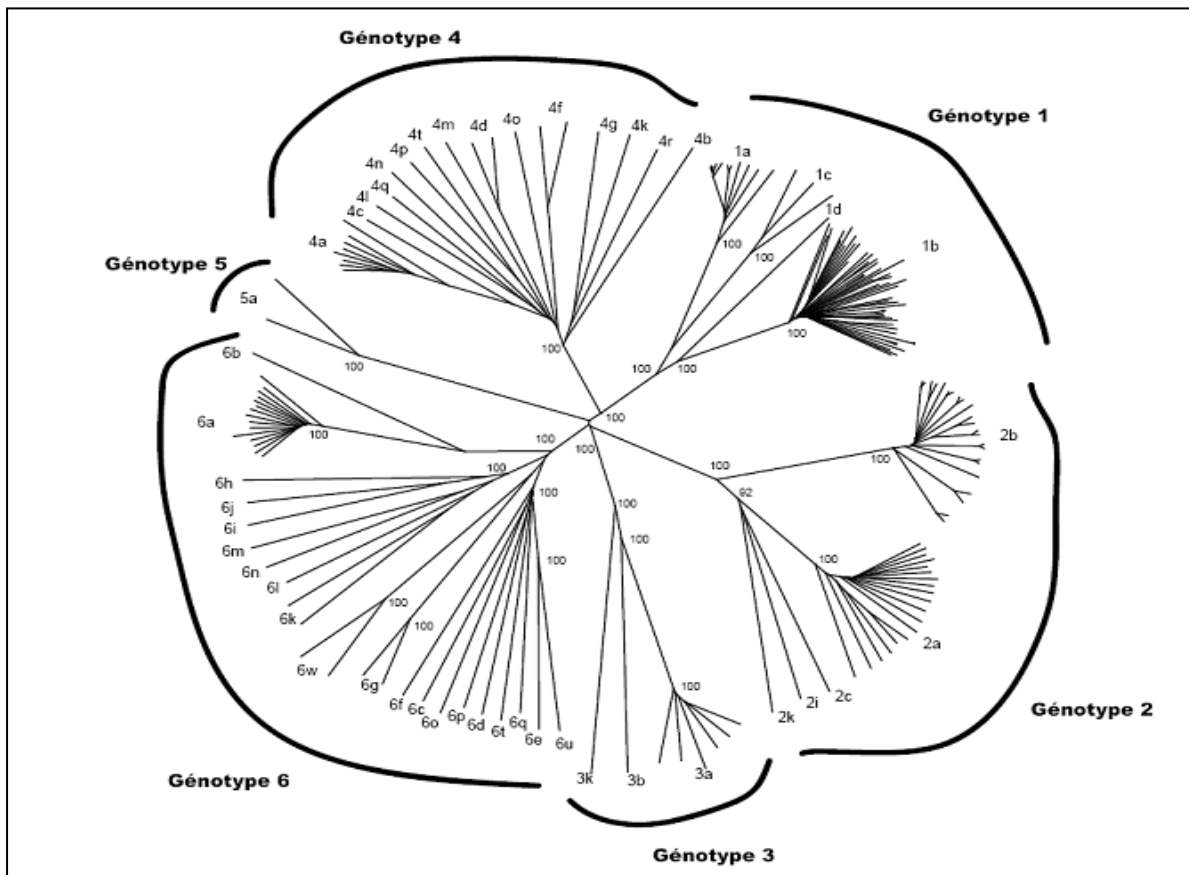 Génotype 4
Génotype 1
Génotype 5
Génotype 6
Génotype 2
Génotype 3
4f
4o
4d
4m
4t
4p
4n
4q
4l
4c
4a
4g
4k
4r
4b
1a
1c
1d
1b
100
100
100
100
100
100
100
5a
100
6b
6a
100
100
100
100
6h
6j
6i
6m
6n
6l
6k
6w
6g
6f
6c
6o
6p
6d
6t
6q
6e
6u
100
100
100
100
100
100
100
3k
3b
3a
100
92
100
100
2b
2a
2c
2i
2k